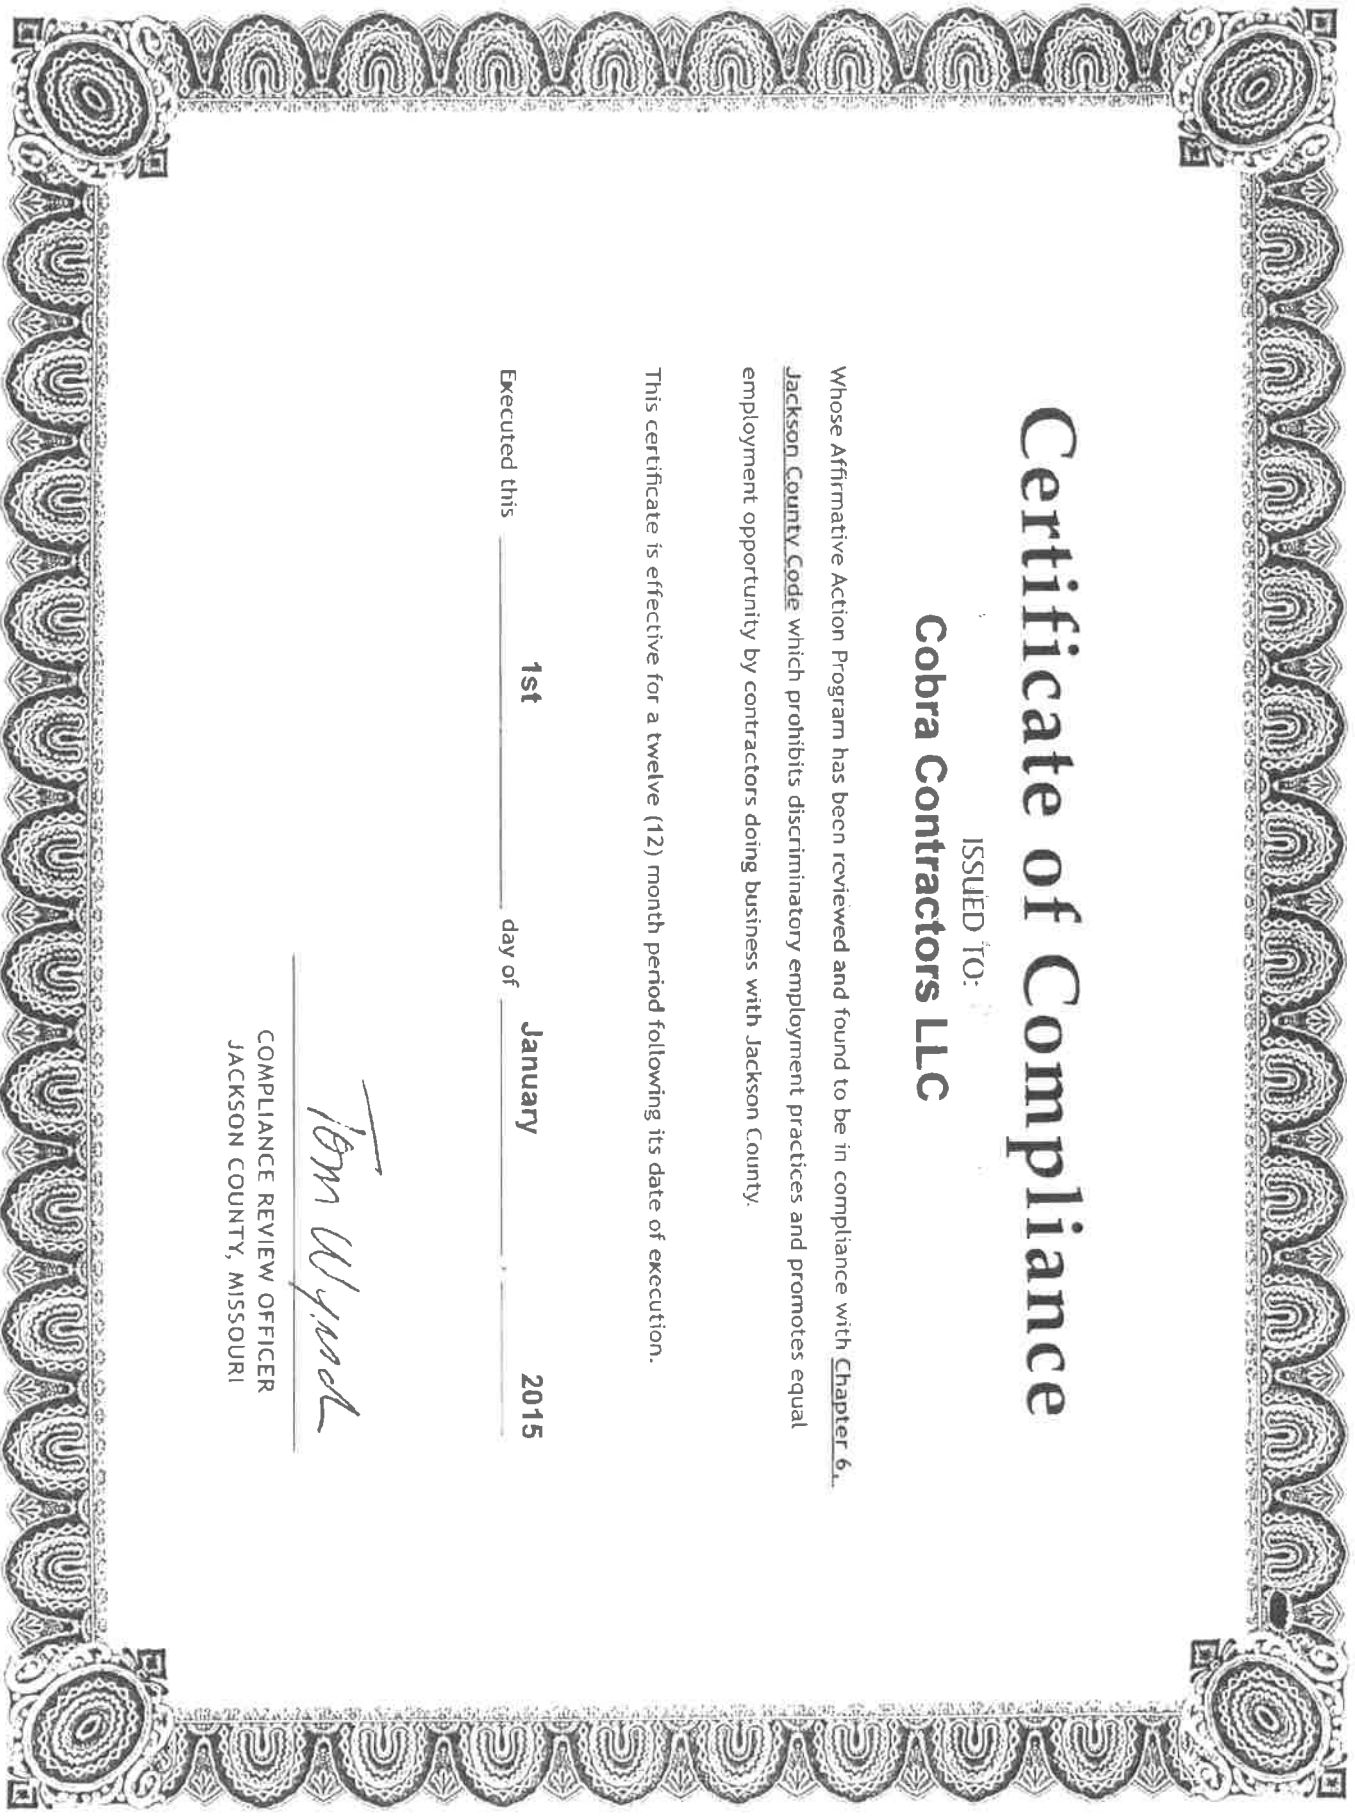 Certificate of Compliance
ISSUED TO:
Cobra Contractors LLC
Whose Affirmative Action Program has been reviewed and found to be in compliance with Chapter 6,
Jackson County Code which prohibits discriminatory employment practices and promotes equal
employment opportunity by contractors doing business with Jackson County.
This certificate is effective for a twelve (12) month period following its date of execution.
Executed this 1st day of January, 2015
Tom Wyrsch
COMPLIANCE REVIEW OFFICER
JACKSON COUNTY, MISSOURI